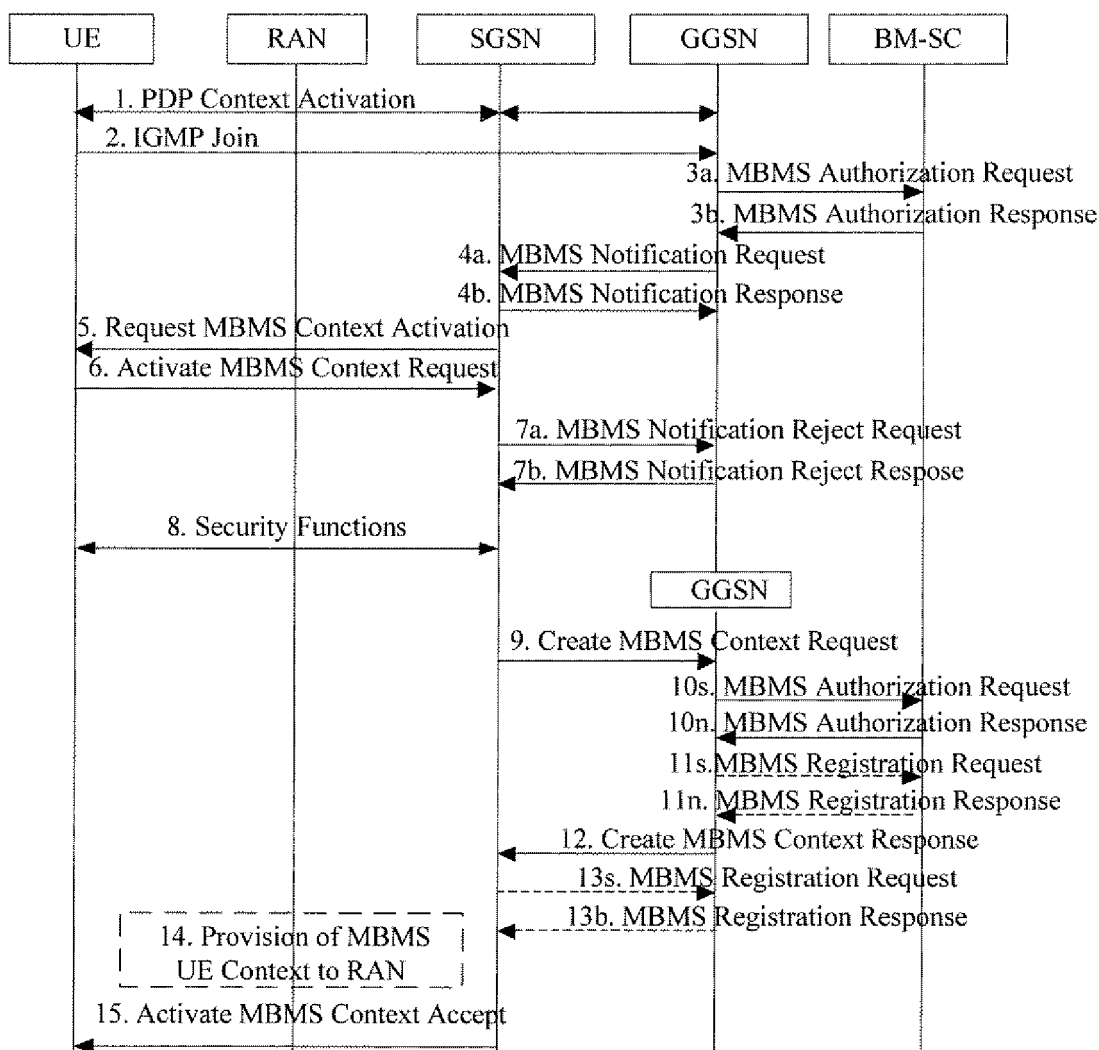 UE
RAN
SGSN
GGSN
BM-SC
1. PDP Context Activation
2. IGMP Join
3a. MBMS Authorization Request
3b. MBMS Authorization Response
4a. MBMS Notification Request
4b. MBMS Notification Response
5. Request MBMS Context Activation
6. Activate MBMS Context Request
7a. MBMS Notification Reject Request
7b. MBMS Notification Reject Respose
8. Security Functions
GGSN
9. Create MBMS Context Request
10s. MBMS Authorization Request
10n. MBMS Authorization Response
11s.MBMS Registration Request
11n. MBMS Registration Response
12. Create MBMS Context Response
13s. MBMS Registration Request
13b. MBMS Registration Response
14. Provision of MBMS
UE Context to RAN
15. Activate MBMS Context Accept